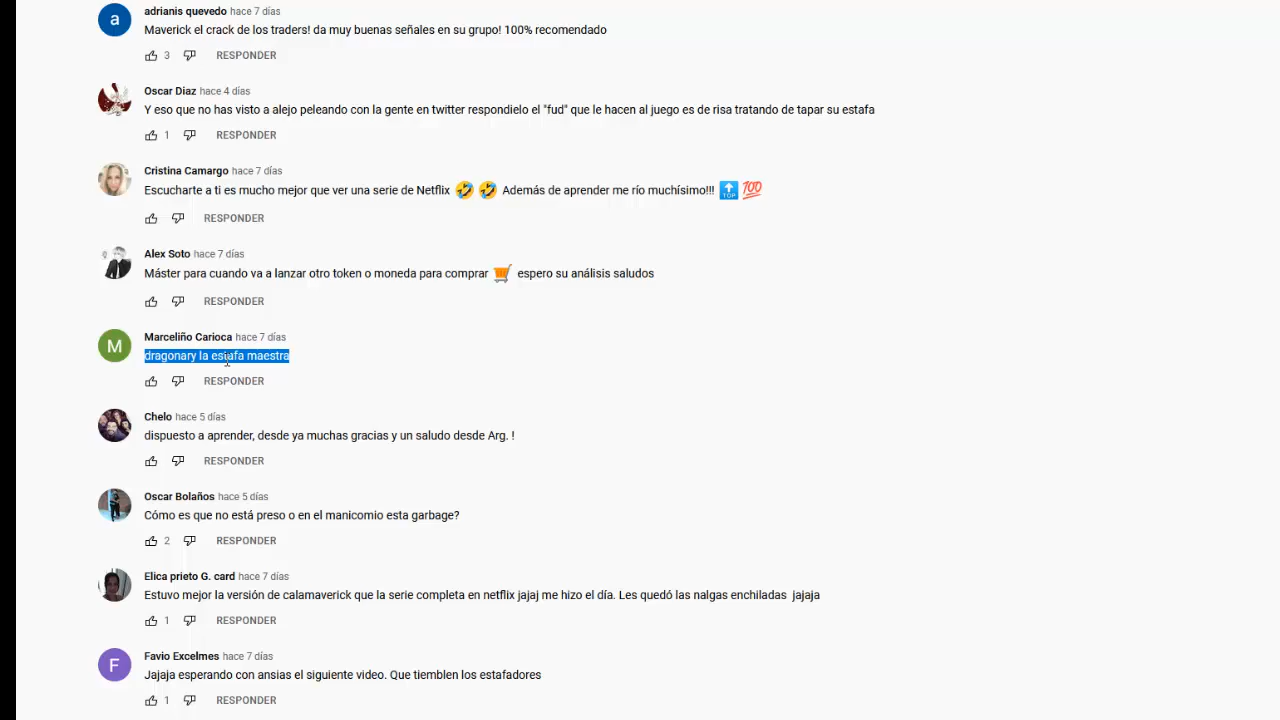 a
adrianis quevedo hace 7 días
Maverick el crack de los traders! da muy buenas señales en su grupo! 100% recomendado
3 RESPONDER
Oscar Diaz hace 4 días
Y eso que no has visto a alejo peleando con la gente en twitter respondielo el "fud" que le hacen al juego es de risa tratando de tapar su estafa
1 RESPONDER
Cristina Camargo hace 7 días
Escucharte a ti es mucho mejor que ver una serie de Netflix 🤣 🤣 Además de aprender me río muchísimo!!! 🔝 💯
RESPONDER
Alex Soto hace 7 días
Máster para cuando va a lanzar otro token o moneda para comprar 🛒 espero su análisis saludos
RESPONDER
M
Marceliño Carioca hace 7 días
dragonary la estafa maestra
RESPONDER
Chelo hace 5 días
dispuesto a aprender, desde ya muchas gracias y un saludo desde Arg. !
RESPONDER
Oscar Bolaños hace 5 días
Cómo es que no está preso o en el manicomio esta garbage?
2 RESPONDER
Elica prieto G. card hace 7 días
Estuvo mejor la versión de calamaverick que la serie completa en netflix jajaj me hizo el día. Les quedó las nalgas enchiladas jajaja
1 RESPONDER
F
Favio Excelmes hace 7 días
Jajaja esperando con ansias el siguiente video. Que tiemblen los estafadores
1 RESPONDER